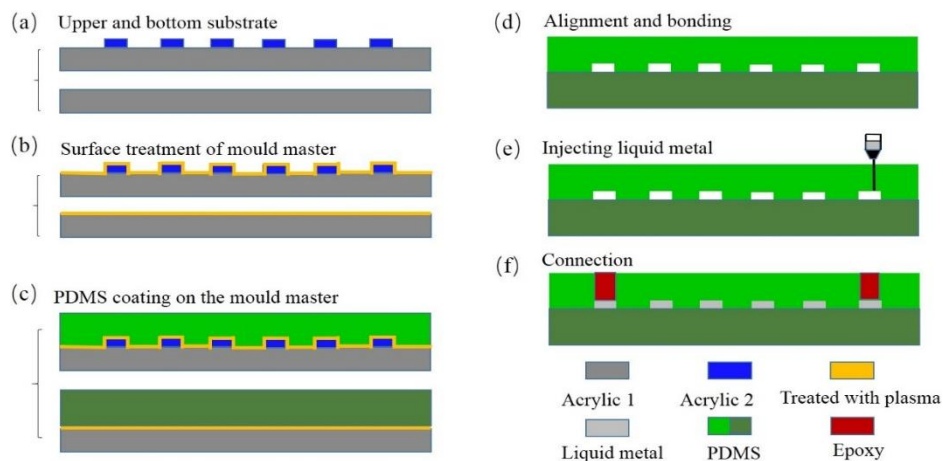 (a) Upper and bottom substrate
(b) Surface treatment of mould master
(c) PDMS coating on the mould master
(d) Alignment and bonding
(e) Injecting liquid metal
(f) Connection
Acrylic 1 Acrylic 2 Treated with plasma
Liquid metal PDMS Epoxy